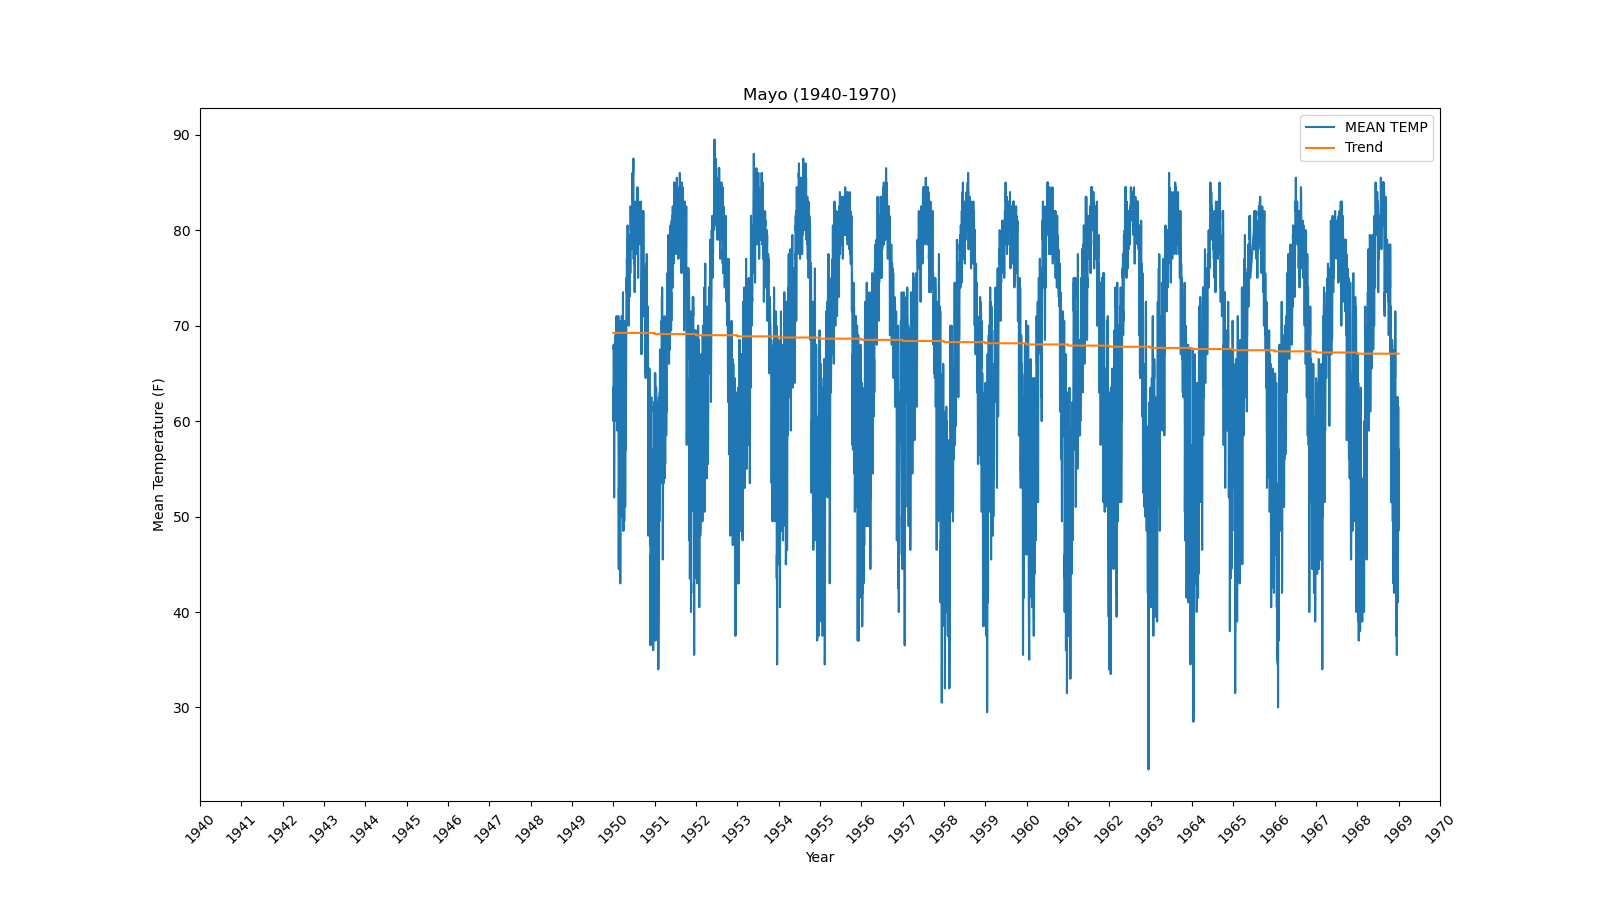 Mayo (1940-1970)
MEAN TEMP
Trend
Mean Temperature (F)
90
80
70
60
50
40
30
1940 1941 1942 1943 1944 1945 1946 1947 1948 1949 1950 1951 1952 1953 1954 1955 1956 1957 1958 1959 1960 1961 1962 1963 1964 1965 1966 1967 1968 1969 1970
Year